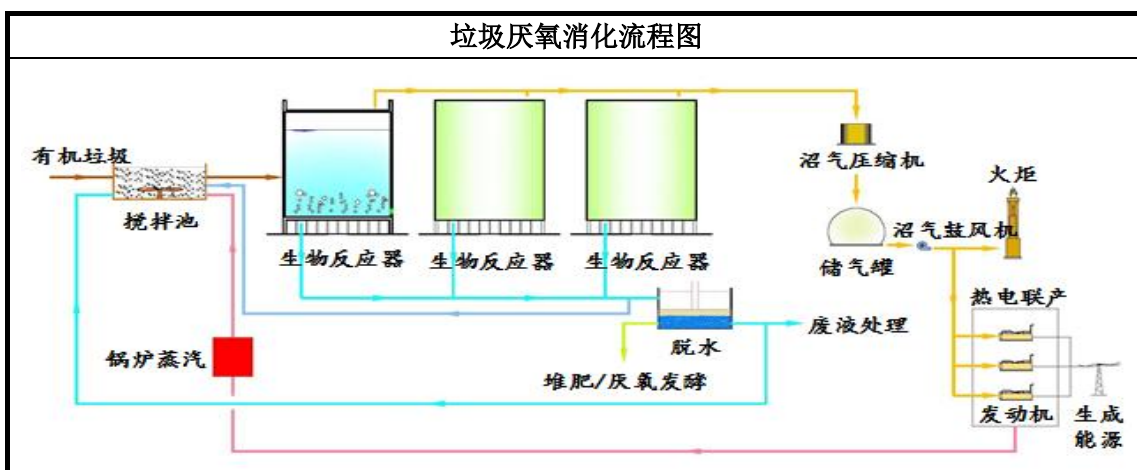 垃圾厌氧消化流程图
有机垃圾
搅拌池
生物反应器
生物反应器
生物反应器
沼气压缩机
储气罐
沼气鼓风机
火炬
热电联产
发动机
生成
能源
脱水
废液处理
堆肥/厌氧发酵
锅炉蒸汽